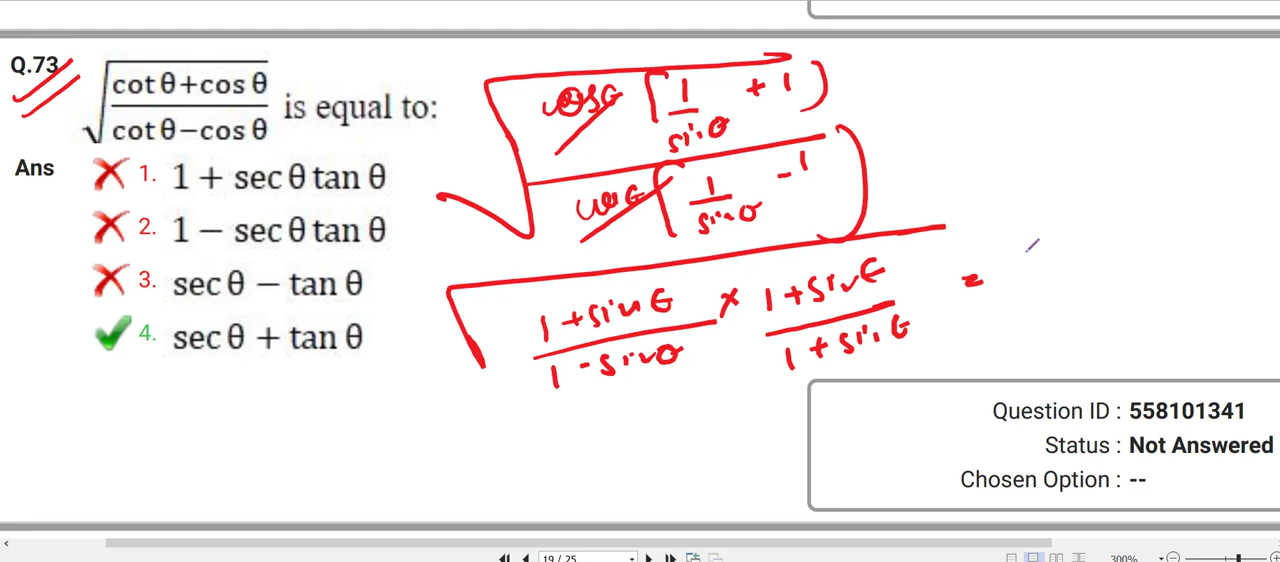 Q.73 √(cotθ+cosθ / cotθ−cosθ) is equal to:
Ans
1. 1 + secθ tanθ
2. 1 − secθ tanθ
3. secθ − tanθ
4. secθ + tanθ
√(cosθ (1/sinθ + 1) / cosθ (1/sinθ - 1))
√(1+sinθ / 1-sinθ × 1+sinθ / 1+sinθ) =
Question ID : 558101341
Status : Not Answered
Chosen Option : --
19 / 25
300%